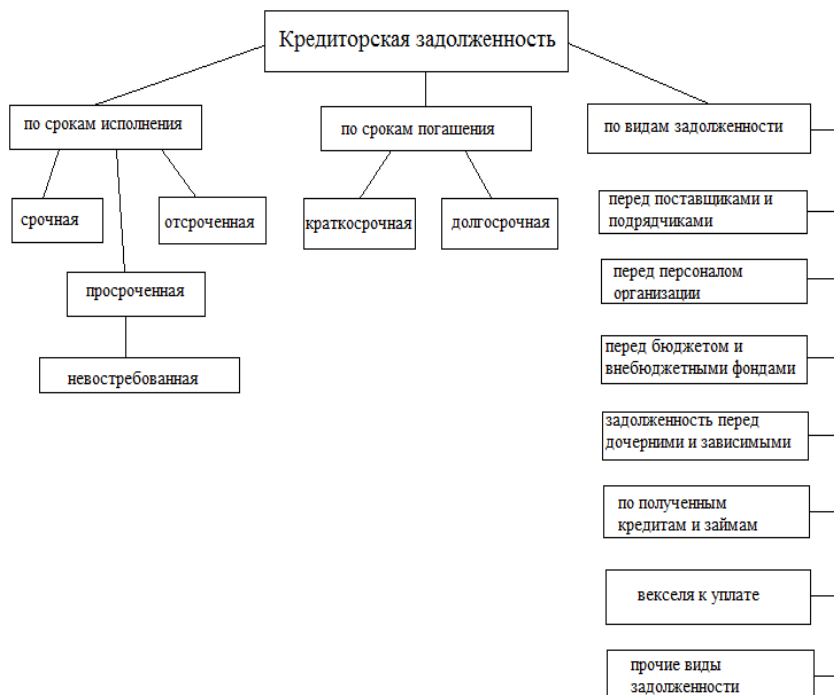 Кредиторская задолженность
по срокам исполнения
по срокам погашения
по видам задолженности
срочная
отсроченная
просроченная
невостребованная
краткосрочная
долгосрочная
перед поставщиками и
подрядчиками
перед персоналом
организации
перед бюджетом и
внебюджетными фондами
задолженность перед
дочерними и зависимыми
по полученным
кредитам и займам
векселя к уплате
прочие виды
задолженности